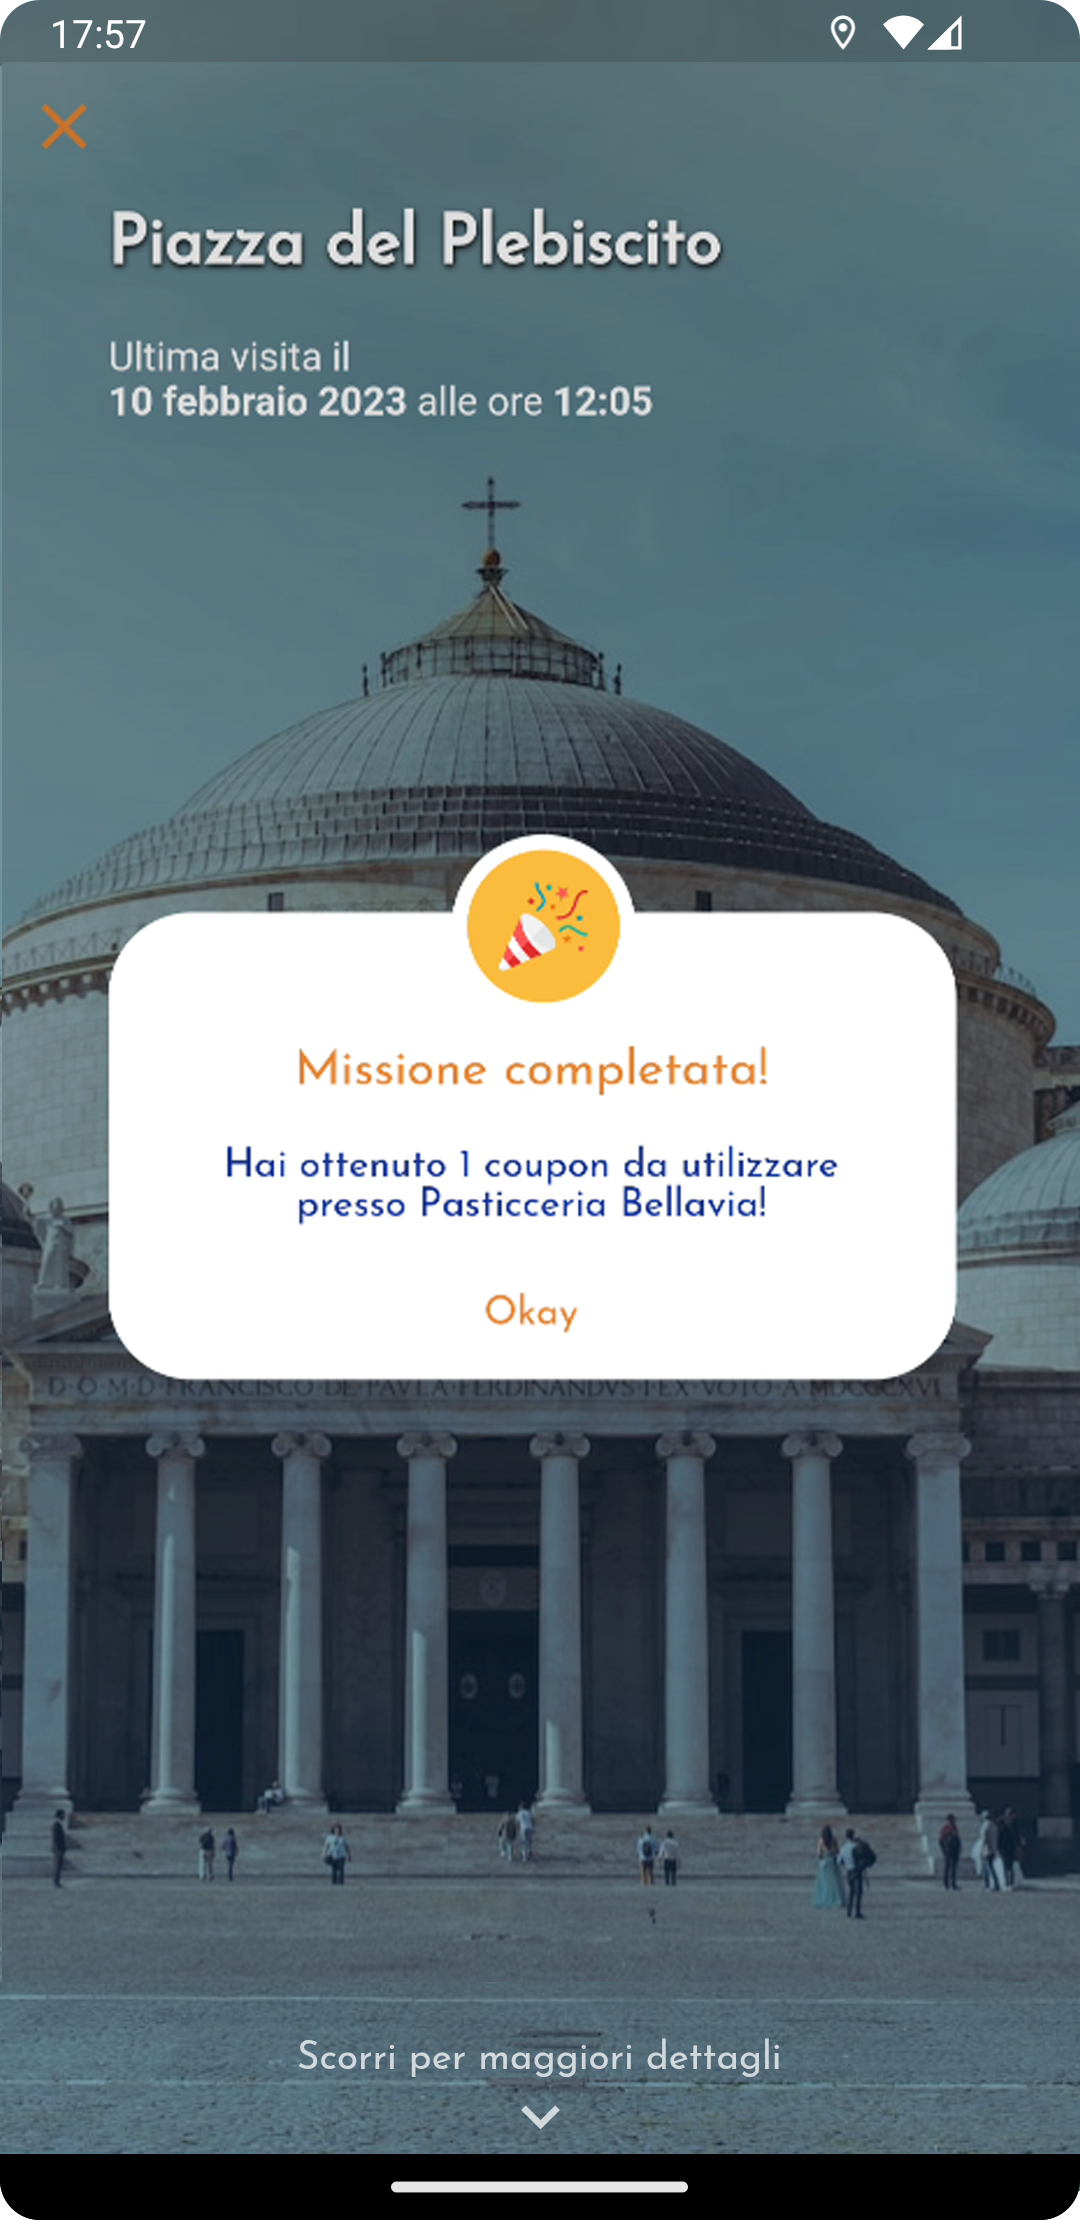 17:57
Piazza del Plebiscito
Ultima visita il
10 febbraio 2023 alle ore 12:05
Missione completata!
Hai ottenuto 1 coupon da utilizzare
presso Pasticceria Bellavia!
Okay
D·O·M·D·FRANCISCO·DE·PAVLA·FERDINANDVS·I·EX·VOTO·A·MDCCCXVI
Scorri per maggiori dettagli